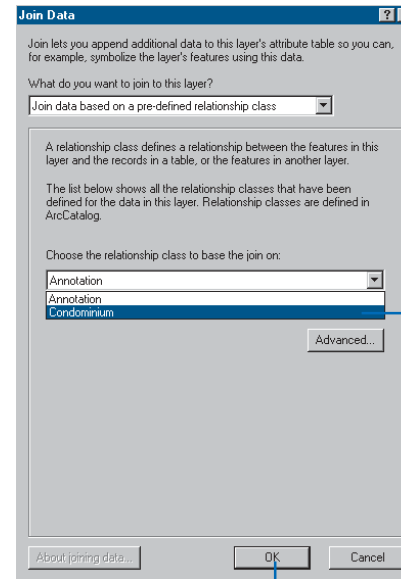 Join Data
Join lets you append additional data to this layer's attribute table so you can,
for example, symbolize the layer's features using this data.
What do you want to join to this layer?
Join data based on a pre-defined relationship class
A relationship class defines a relationship between the features in this
layer and the records in a table, or the features in another layer.
The list below shows all the relationship classes that have been
defined for the data in this layer. Relationship classes are defined in
ArcCatalog.
Choose the relationship class to base the join on:
Annotation
Annotation
Condominium
Advanced...
About joining data... OK Cancel